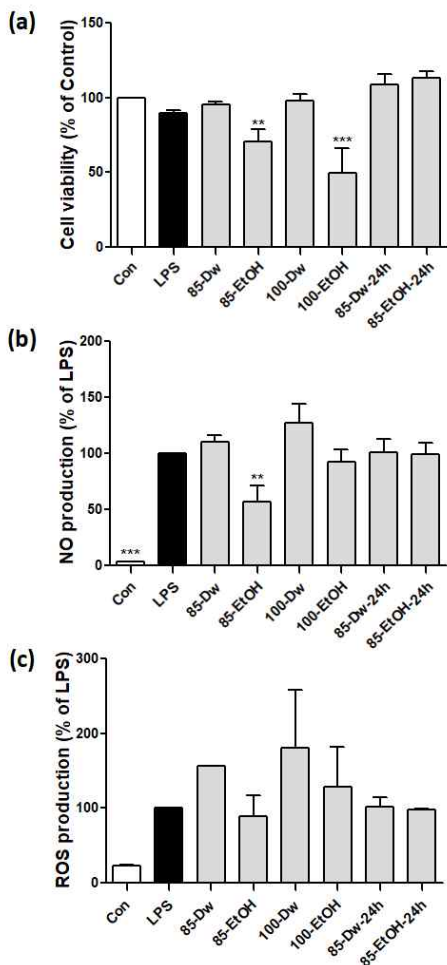 (a)
Cell viability (% of Control)
150
100
50
0
**
***
Con
LPS
85-Dw
85-EtOH
100-Dw
100-EtOH
85-Dw-24h
85-EtOH-24h
(b)
NO production (% of LPS)
200
150
100
50
0
***
**
Con
LPS
85-Dw
85-EtOH
100-Dw
100-EtOH
85-Dw-24h
85-EtOH-24h
(c)
ROS production (% of LPS)
300
200
100
0
Con
LPS
85-Dw
85-EtOH
100-Dw
100-EtOH
85-Dw-24h
85-EtOH-24h